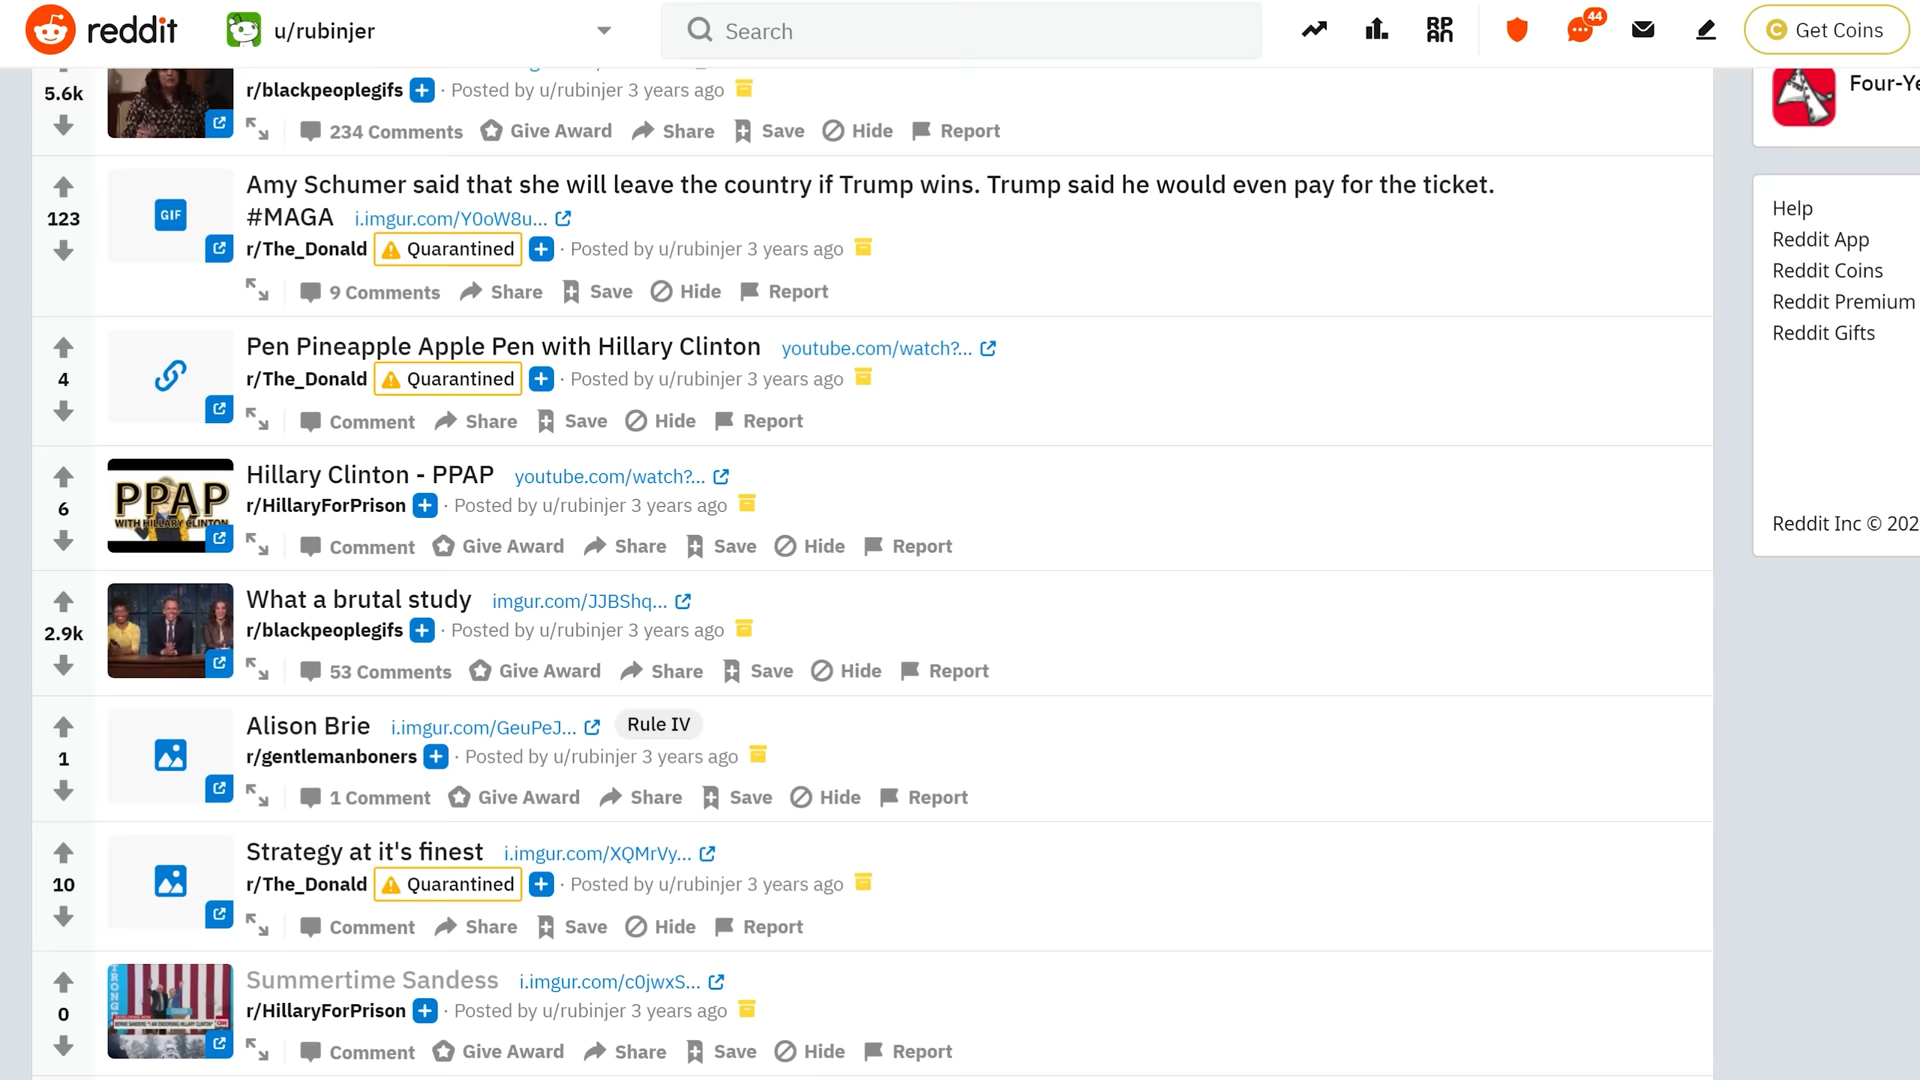 reddit
u/rubinjer
Search
44
Get Coins
5.6k
r/blackpeoplegifs · Posted by u/rubinjer 3 years ago
234 Comments Give Award Share Save Hide Report
Four-Ye
Amy Schumer said that she will leave the country if Trump wins. Trump said he would even pay for the ticket.
#MAGA i.imgur.com/Y0oW8u...
123
GIF
r/The_Donald Quarantined · Posted by u/rubinjer 3 years ago
9 Comments Share Save Hide Report
Help
Reddit App
Reddit Coins
Reddit Premium
Reddit Gifts
Reddit Inc © 202
Pen Pineapple Apple Pen with Hillary Clinton youtube.com/watch?...
4
r/The_Donald Quarantined · Posted by u/rubinjer 3 years ago
Comment Share Save Hide Report
Hillary Clinton - PPAP youtube.com/watch?...
6
PPAP
WITH HILLARY CLINTON
r/HillaryForPrison · Posted by u/rubinjer 3 years ago
Comment Give Award Share Save Hide Report
What a brutal study imgur.com/JJBShq...
2.9k
r/blackpeoplegifs · Posted by u/rubinjer 3 years ago
53 Comments Give Award Share Save Hide Report
Alison Brie i.imgur.com/GeuPeJ... Rule IV
1
r/gentlemanboners · Posted by u/rubinjer 3 years ago
1 Comment Give Award Share Save Hide Report
Strategy at it's finest i.imgur.com/XQMrVy...
10
r/The_Donald Quarantined · Posted by u/rubinjer 3 years ago
Comment Share Save Hide Report
Summertime Sandess i.imgur.com/c0jwxS...
0
BERNIE SANDERS: "I AM ENDORSING HILLARY CLINTON"
CNN
r/HillaryForPrison · Posted by u/rubinjer 3 years ago
Comment Give Award Share Save Hide Report